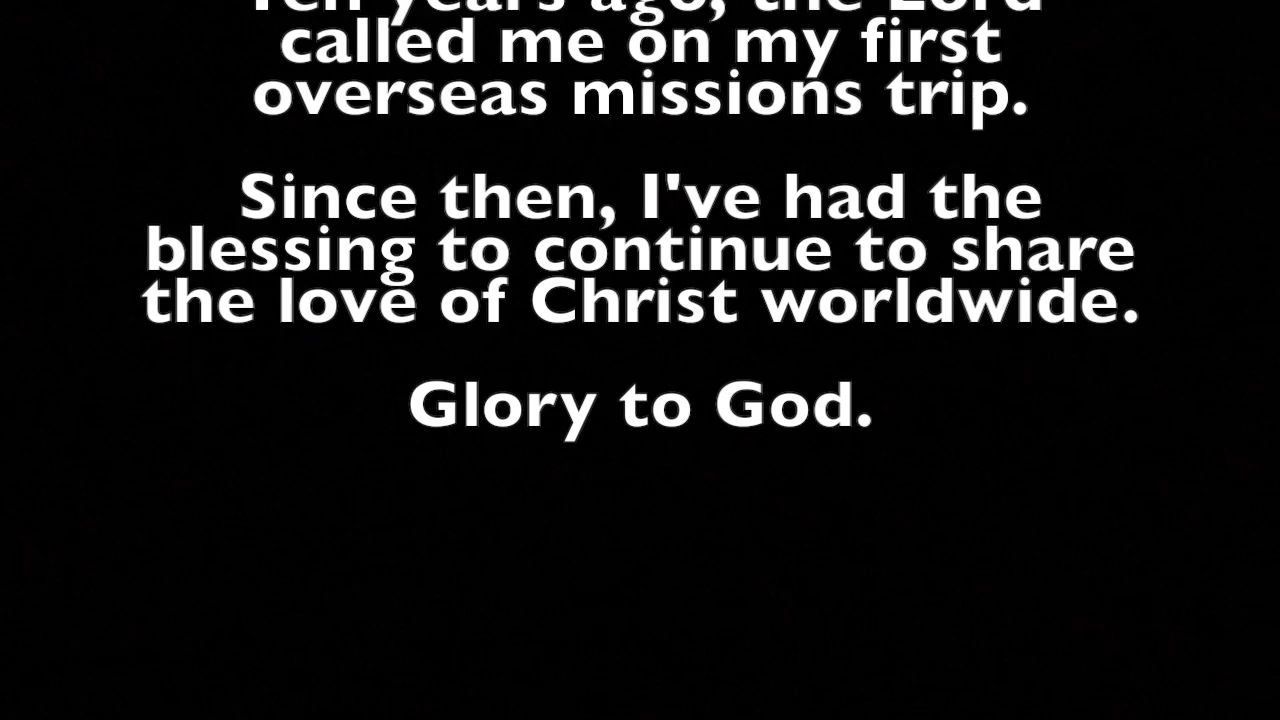 Ten years ago, the Lord
called me on my first
overseas missions trip.
Since then, I've had the
blessing to continue to share
the love of Christ worldwide.
Glory to God.